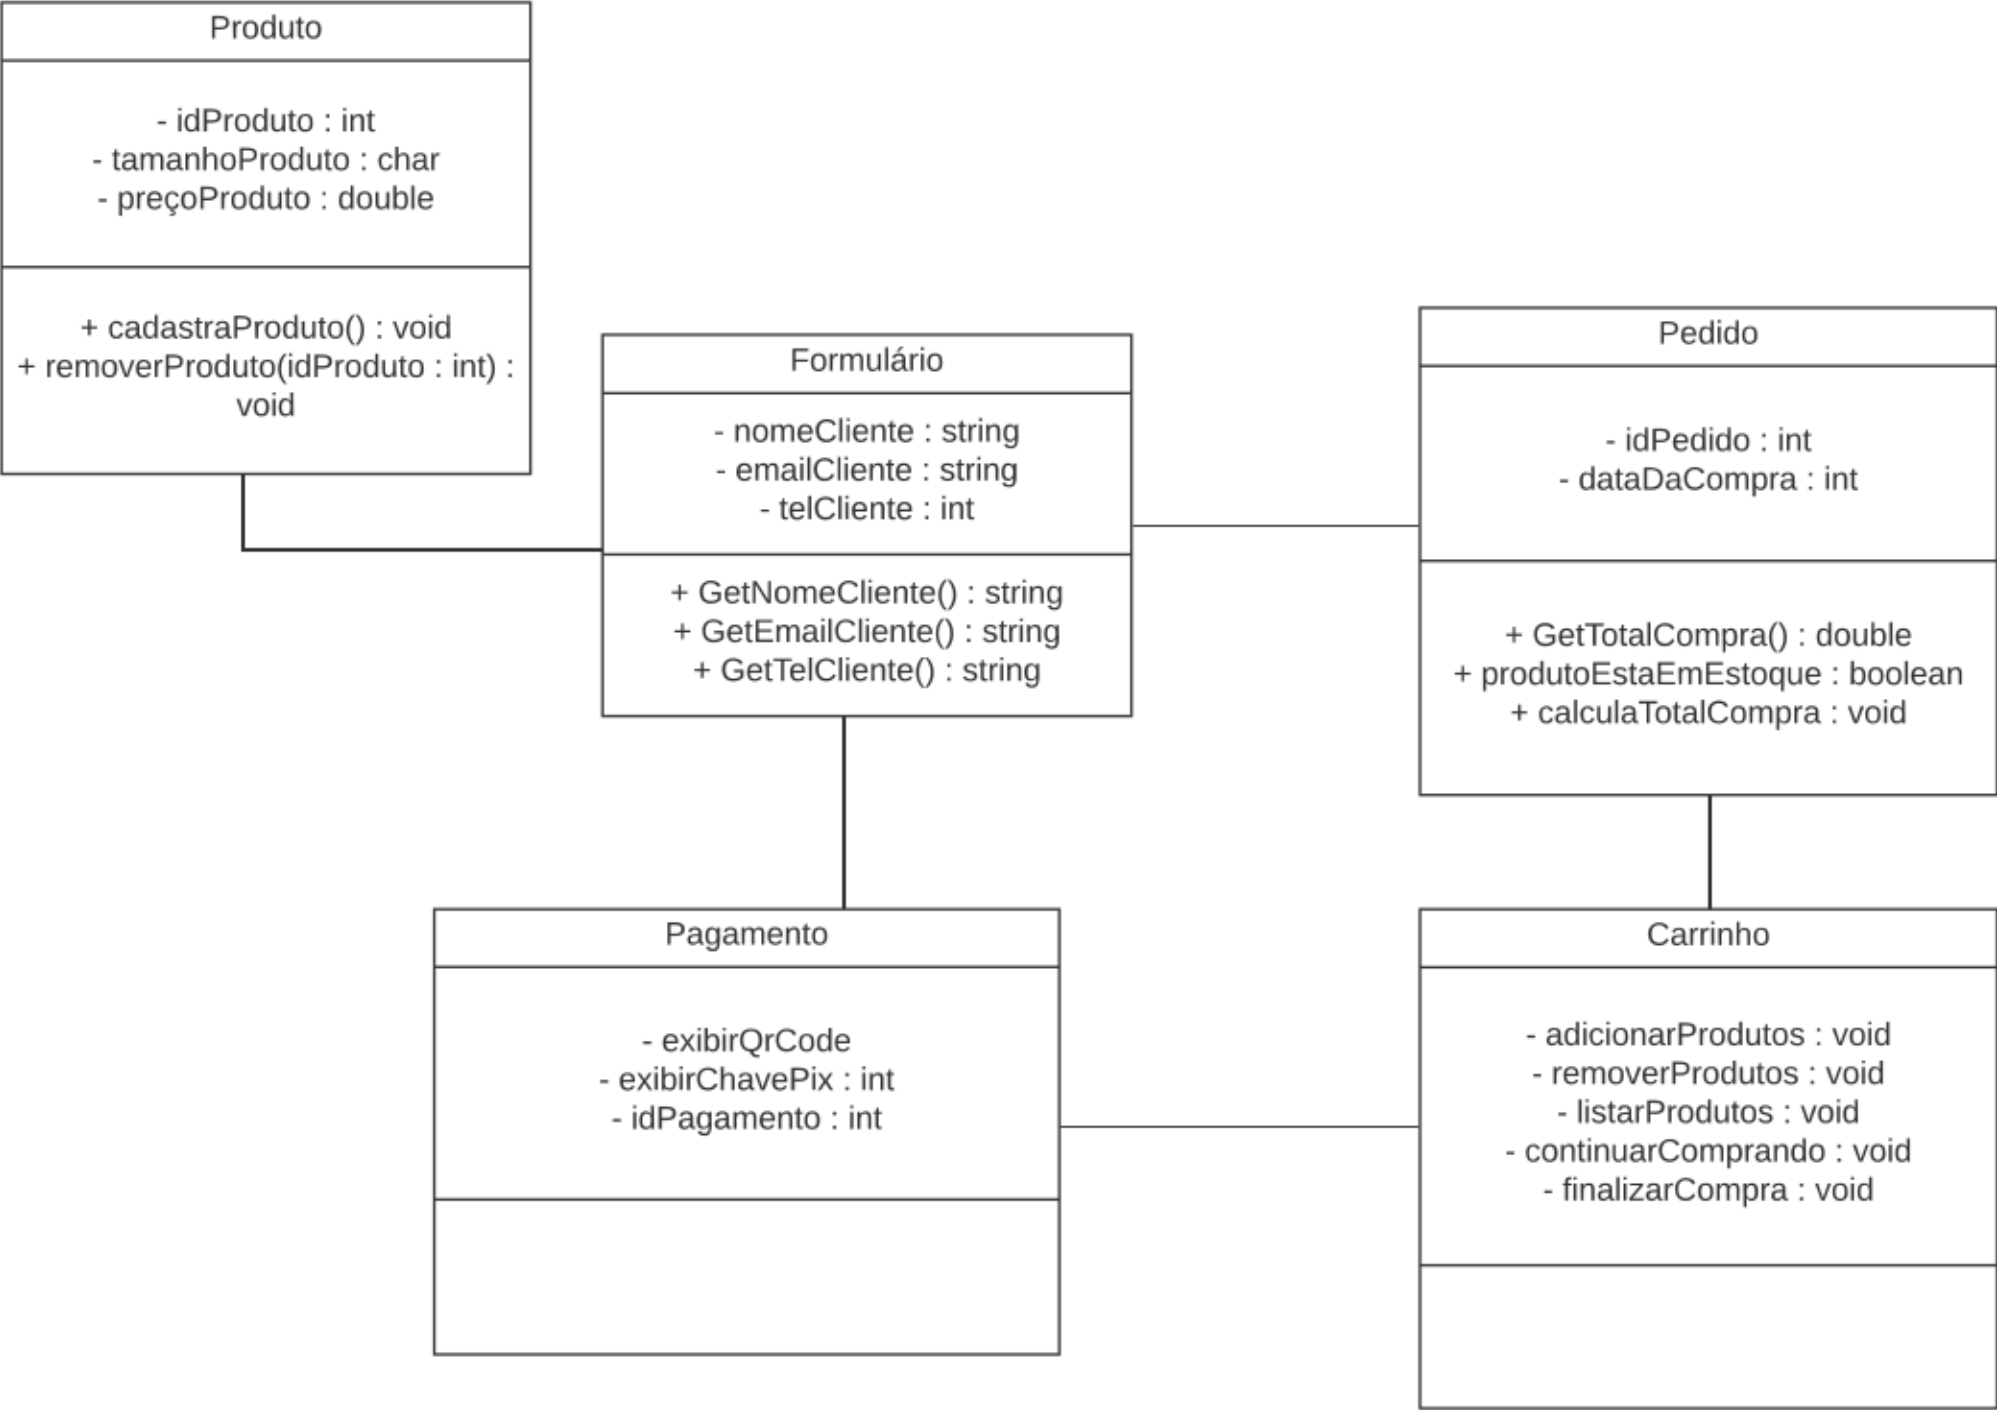 Produto
- idProduto : int
- tamanhoProduto : char
- preçoProduto : double
+ cadastraProduto() : void
+ removerProduto(idProduto : int) :
void
Formulário
- nomeCliente : string
- emailCliente : string
- telCliente : int
+ GetNomeCliente() : string
+ GetEmailCliente() : string
+ GetTelCliente() : string
Pedido
- idPedido : int
- dataDaCompra : int
+ GetTotalCompra() : double
+ produtoEstaEmEstoque : boolean
+ calculaTotalCompra : void
Pagamento
- exibirQrCode
- exibirChavePix : int
- idPagamento : int
Carrinho
- adicionarProdutos : void
- removerProdutos : void
- listarProdutos : void
- continuarComprando : void
- finalizarCompra : void